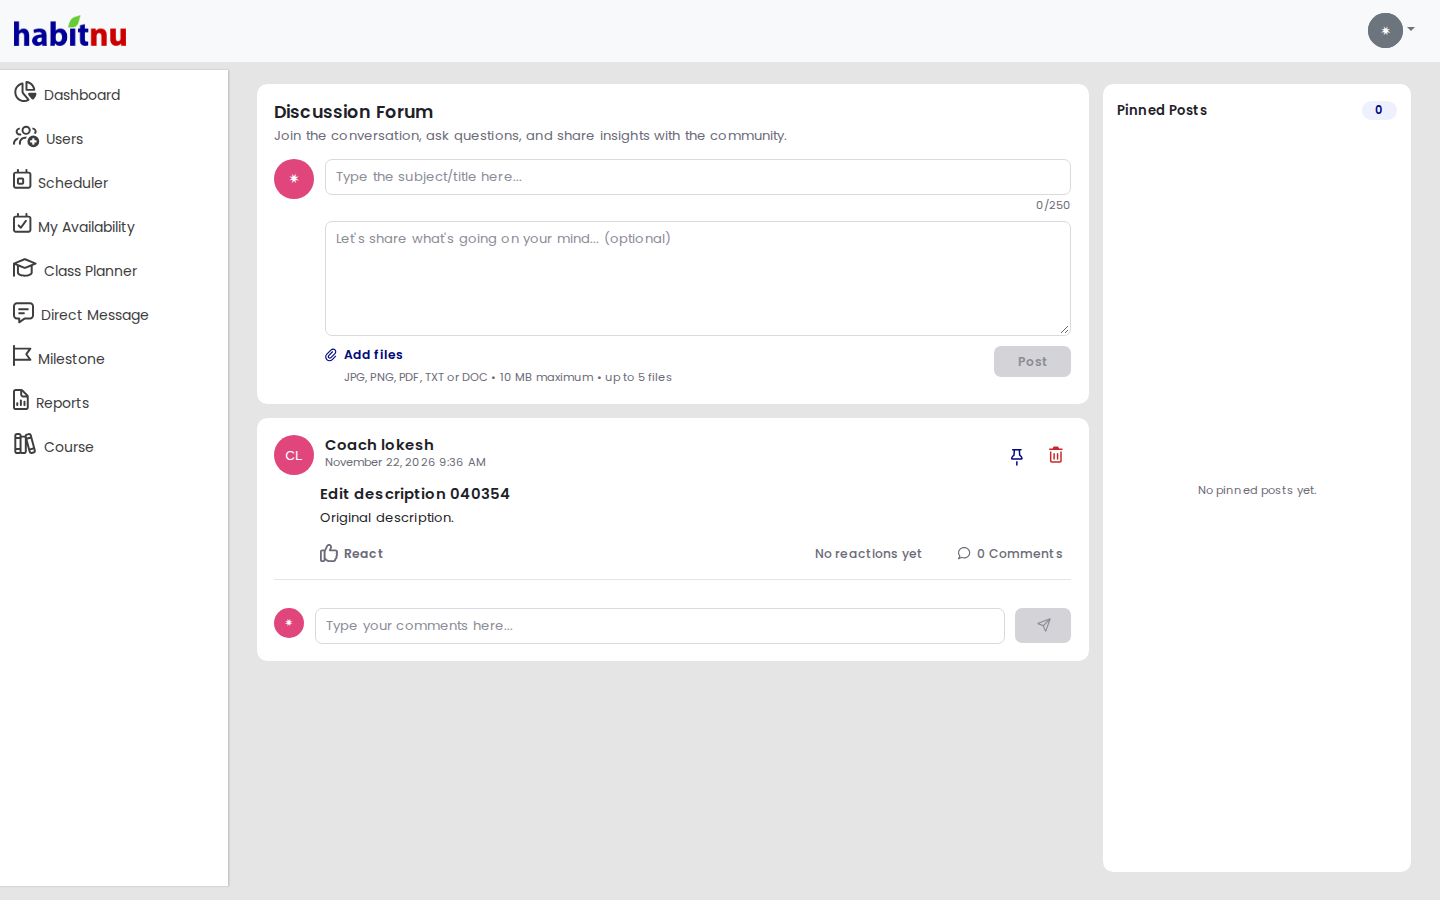 habitnu
Dashboard
Users
Scheduler
My Availability
Class Planner
Direct Message
Milestone
Reports
Course
Discussion Forum
Join the conversation, ask questions, and share insights with the community.
Type the subject/title here...
0/250
Let's share what's going on your mind... (optional)
Add files
JPG, PNG, PDF, TXT or DOC • 10 MB maximum • up to 5 files
Post
CL
Coach lokesh
November 22, 2026 9:36 AM
Edit description 040354
Original description.
React
No reactions yet
0 Comments
Type your comments here...
Pinned Posts
0
No pinned posts yet.